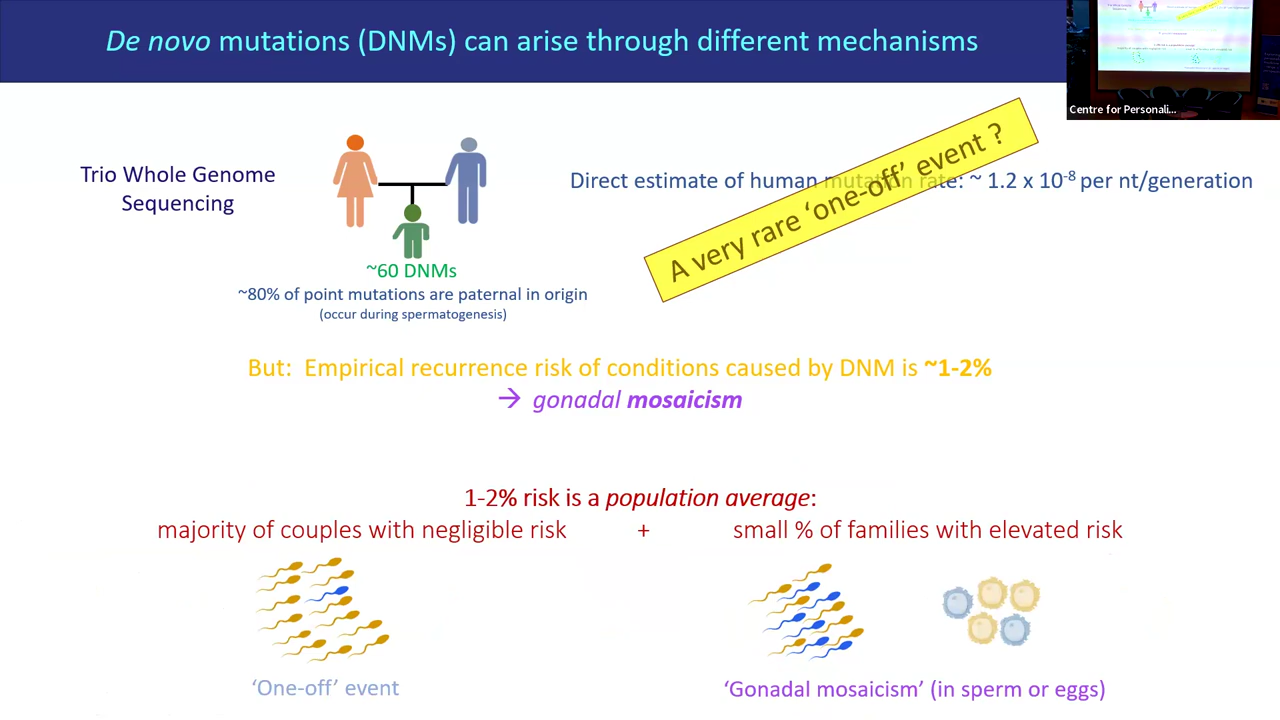 De novo mutations (DNMs) can arise through different mechanisms
Centre for Personali...
Trio Whole Genome
Sequencing
~60 DNMs
~80% of point mutations are paternal in origin
(occur during spermatogenesis)
Direct estimate of human mutation rate: ~ 1.2 x 10-8 per nt/generation
A very rare 'one-off' event ?
But: Empirical recurrence risk of conditions caused by DNM is ~1-2%
→ gonadal mosaicism
1-2% risk is a population average:
majority of couples with negligible risk + small % of families with elevated risk
'One-off' event
'Gonadal mosaicism' (in sperm or eggs)